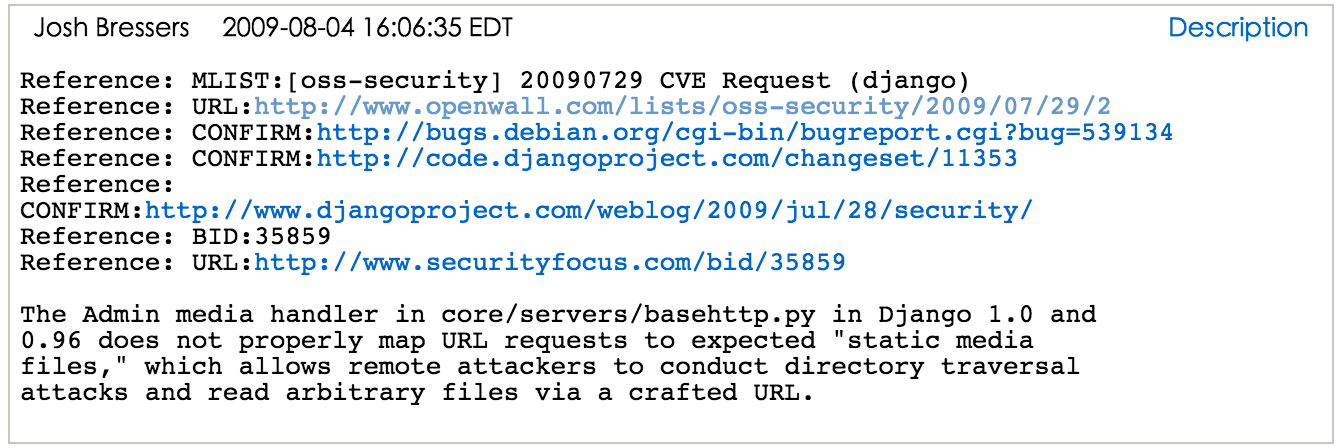 Josh Bressers 2009-08-04 16:06:35 EDT Description
Reference: MLIST:[oss-security] 20090729 CVE Request (django)
Reference: URL:http://www.openwall.com/lists/oss-security/2009/07/29/2
Reference: CONFIRM:http://bugs.debian.org/cgi-bin/bugreport.cgi?bug=539134
Reference: CONFIRM:http://code.djangoproject.com/changeset/11353
Reference:
CONFIRM:http://www.djangoproject.com/weblog/2009/jul/28/security/
Reference: BID:35859
Reference: URL:http://www.securityfocus.com/bid/35859
The Admin media handler in core/servers/basehttp.py in Django 1.0 and
0.96 does not properly map URL requests to expected "static media
files," which allows remote attackers to conduct directory traversal
attacks and read arbitrary files via a crafted URL.